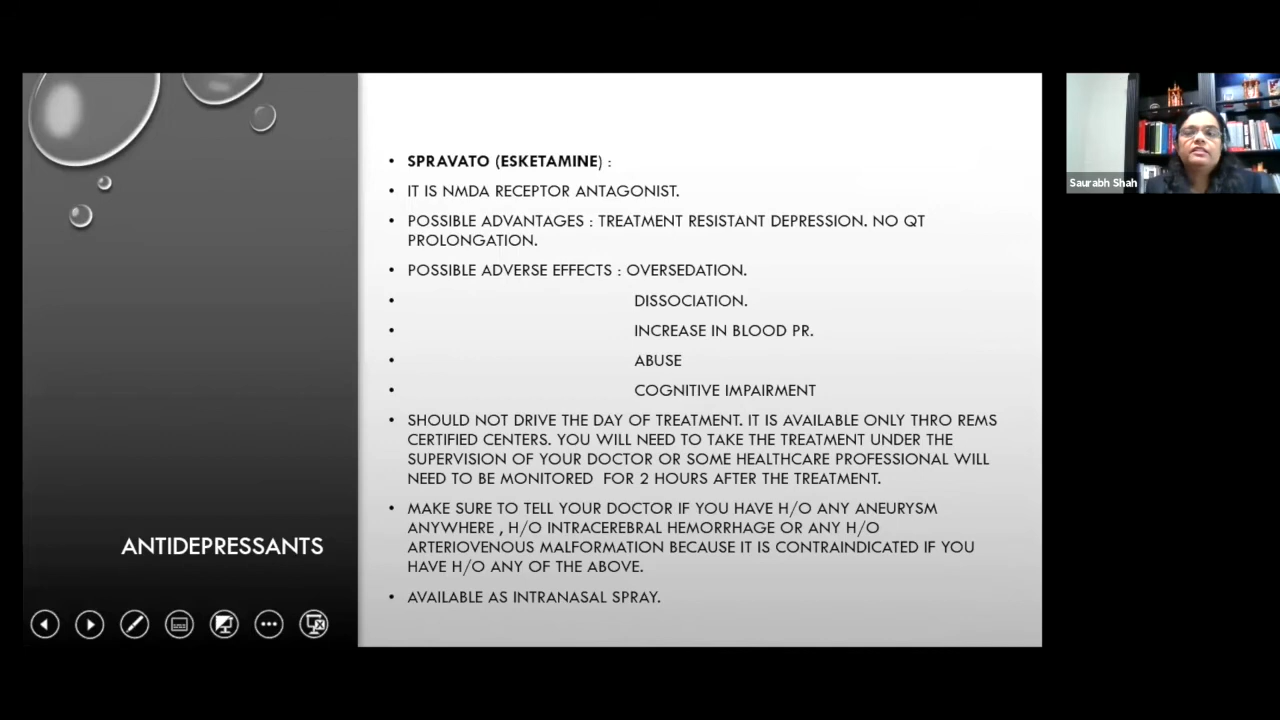 • SPRAVATO (ESKETAMINE) :
• IT IS NMDA RECEPTOR ANTAGONIST.
• POSSIBLE ADVANTAGES : TREATMENT RESISTANT DEPRESSION. NO QT
PROLONGATION.
• POSSIBLE ADVERSE EFFECTS : OVERSEDATION.
• DISSOCIATION.
• INCREASE IN BLOOD PR.
• ABUSE
• COGNITIVE IMPAIRMENT
• SHOULD NOT DRIVE THE DAY OF TREATMENT. IT IS AVAILABLE ONLY THRO REMS
CERTIFIED CENTERS. YOU WILL NEED TO TAKE THE TREATMENT UNDER THE
SUPERVISION OF YOUR DOCTOR OR SOME HEALTHCARE PROFESSIONAL WILL
NEED TO BE MONITORED FOR 2 HOURS AFTER THE TREATMENT.
• MAKE SURE TO TELL YOUR DOCTOR IF YOU HAVE H/O ANY ANEURYSM
ANYWHERE , H/O INTRACEREBRAL HEMORRHAGE OR ANY H/O
ARTERIOVENOUS MALFORMATION BECAUSE IT IS CONTRAINDICATED IF YOU
HAVE H/O ANY OF THE ABOVE.
• AVAILABLE AS INTRANASAL SPRAY.
ANTIDEPRESSANTS
Saurabh Shah